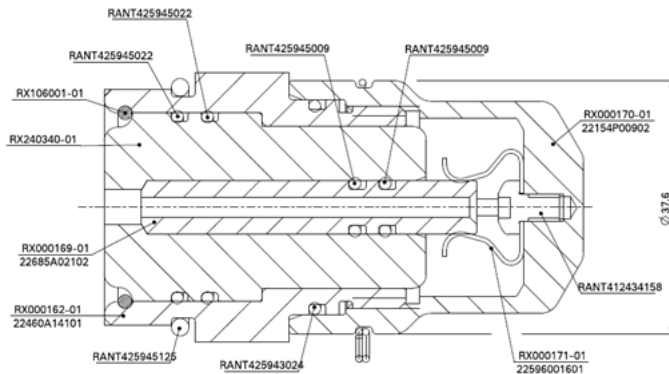 RANT425945022
RANT425945022
RANT425945009
RANT425945009
RX106001-01
RX000170-01
22154P00902
RX240340-01
Ø37.6
RX000169-01
22685A02102
RANT412434158
RX000162-01
22460A14101
RANT425945125
RANT425943024
RX000171-01
22596001601